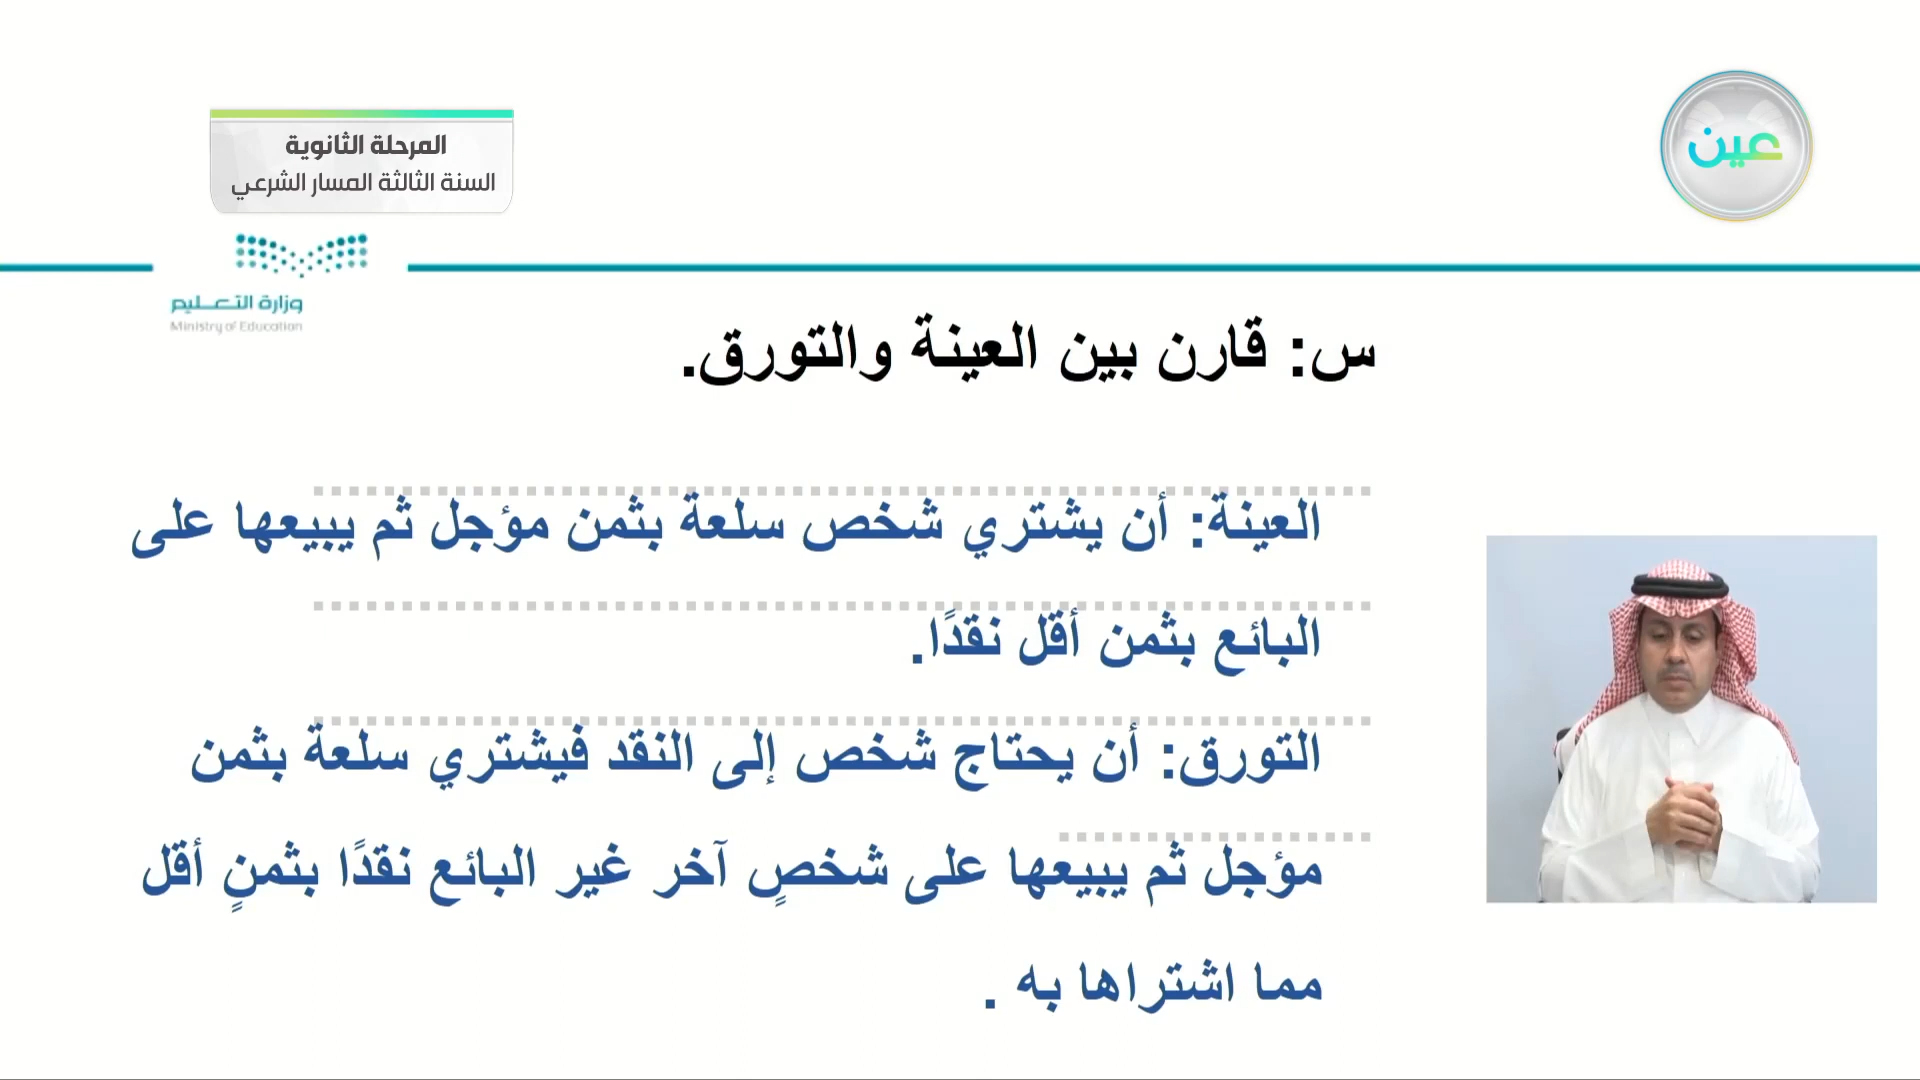 المرحلة الثانوية
السنة الثالثة المسار الشرعي
عين
وزارة التعليم
Ministry of Education
س: قارن بين العينة والتورق.
العينة: أن يشتري شخص سلعة بثمن مؤجل ثم يبيعها على
البائع بثمن أقل نقدًا.
التورق: أن يحتاج شخص إلى النقد فيشتري سلعة بثمن
مؤجل ثم يبيعها على شخصٍ آخر غير البائع نقدًا بثمنٍ أقل
مما اشتراها به .